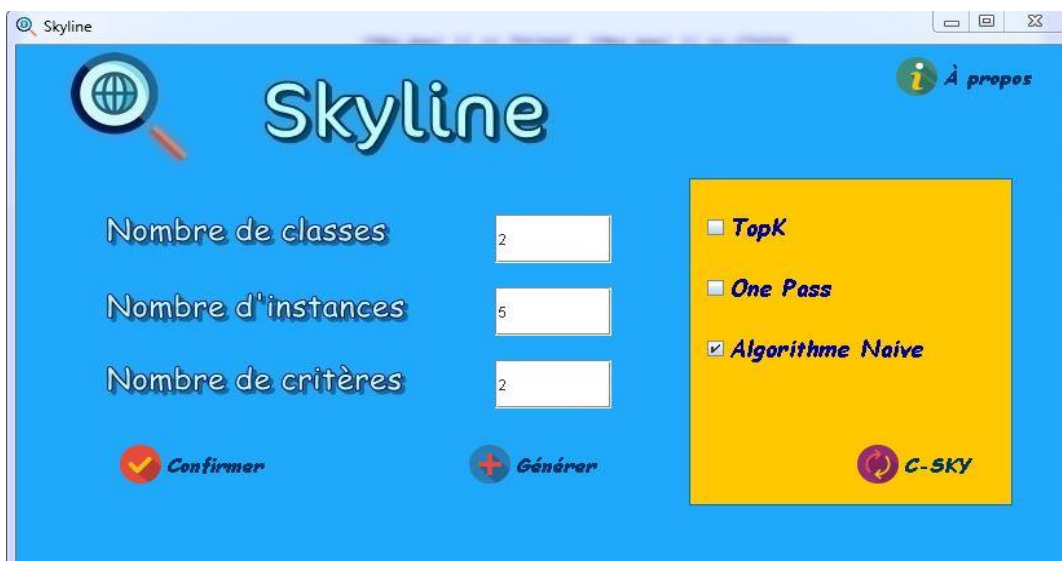 Skyline
À propos
Skyline
Nombre de classes
2
Nombre d'instances
5
Nombre de critères
2
Confirmer
Générer
TopK
One Pass
Algorithme Naive
C-SKY